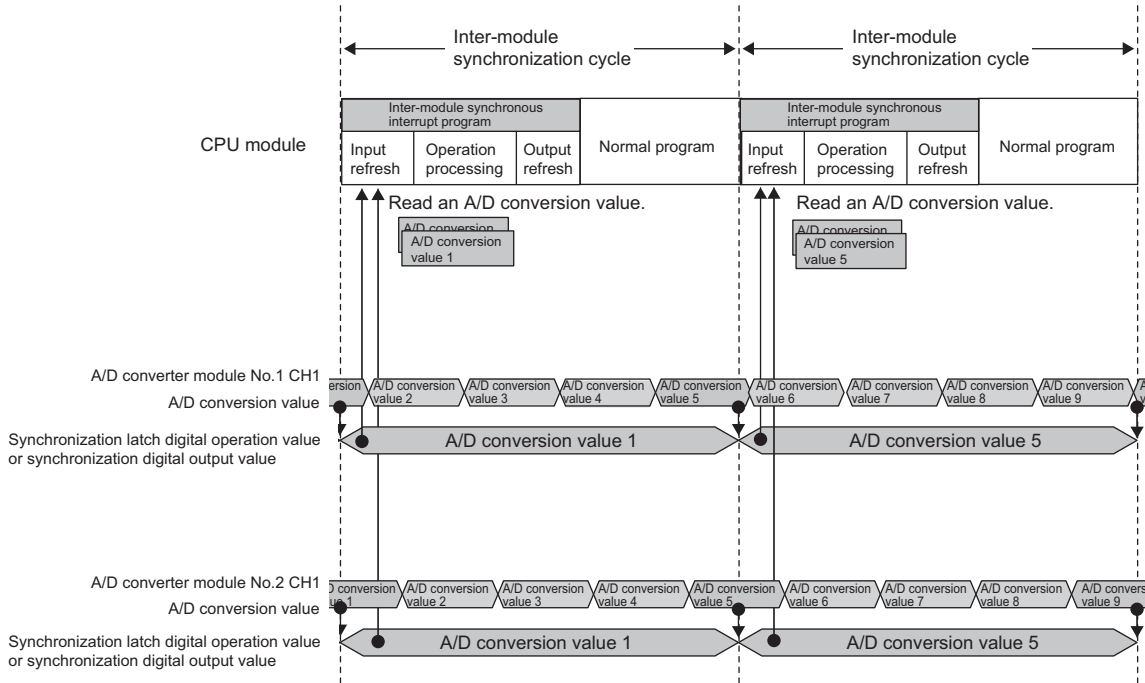 Inter-module
synchronization cycle
Inter-module
synchronization cycle
CPU module
Inter-module synchronous
interrupt program
Input
refresh
Operation
processing
Output
refresh
Normal program
Inter-module synchronous
interrupt program
Input
refresh
Operation
processing
Output
refresh
Normal program
Read an A/D conversion value.
A/D conversion
A/D conversion
value 1
Read an A/D conversion value.
A/D conversion
A/D conversion
value 5
A/D converter module No.1 CH1
A/D conversion value
A/D conversion
value 2
A/D conversion
value 3
A/D conversion
value 4
A/D conversion
value 5
A/D conversion
value 6
A/D conversion
value 7
A/D conversion
value 8
A/D conversion
value 9
Synchronization latch digital operation value
or synchronization digital output value
A/D conversion value 1
A/D conversion value 5
A/D converter module No.2 CH1
A/D conversion value
D conversion
1
A/D conversion
value 2
A/D conversion
value 3
A/D conversion
value 4
A/D conversion
value 5
A/D conversion
value 6
A/D conversion
value 7
A/D conversion
value 8
A/D convers
value 9
Synchronization latch digital operation value
or synchronization digital output value
A/D conversion value 1
A/D conversion value 5